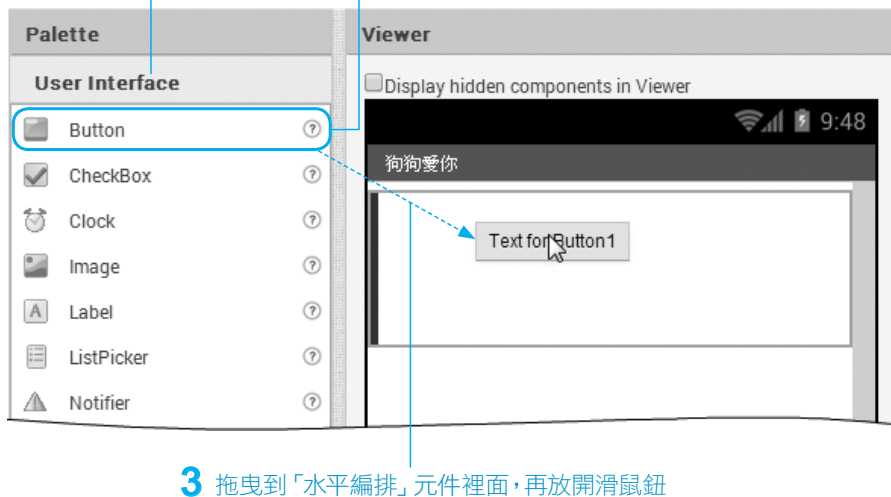 Palette
Viewer
User Interface
Display hidden components in Viewer
Button ?
9:48
CheckBox ?
狗狗愛你
Clock ?
Text for Button1
Image ?
A Label ?
ListPicker ?
Notifier ?
3 拖曳到「水平編排」元件裡面，再放開滑鼠鈕